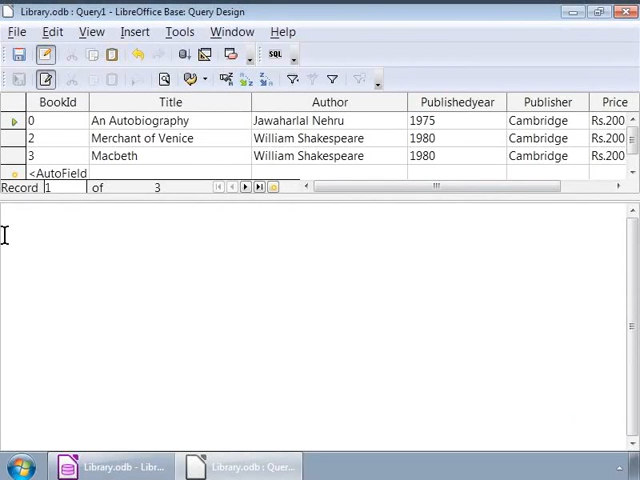 Library.odb : Query1 - LibreOffice Base: Query Design
File Edit View Insert Tools Window Help
SQL
BookId Title Author Publishedyear Publisher Price
0 An Autobiography Jawaharlal Nehru 1975 Cambridge Rs.200
2 Merchant of Venice William Shakespeare 1980 Cambridge Rs.200
3 Macbeth William Shakespeare 1980 Cambridge Rs.200
<AutoField
Record 1 of 3
Library.odb - Libr... Library.odb : Que...